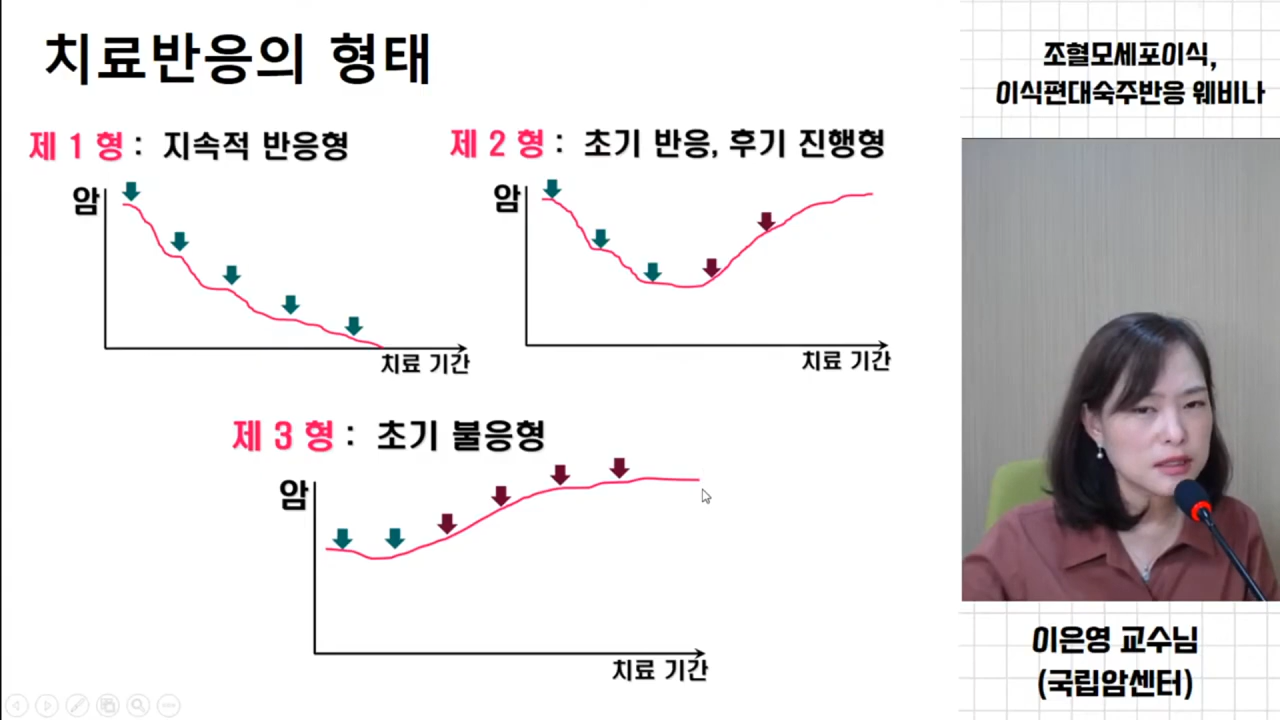 치료반응의 형태
제 1 형 : 지속적 반응형
암
치료 기간
제 2 형 : 초기 반응, 후기 진행형
암
치료 기간
제 3 형 : 초기 불응형
암
치료 기간
조혈모세포이식,
이식편대숙주반응 웨비나
이은영 교수님
(국립암센터)